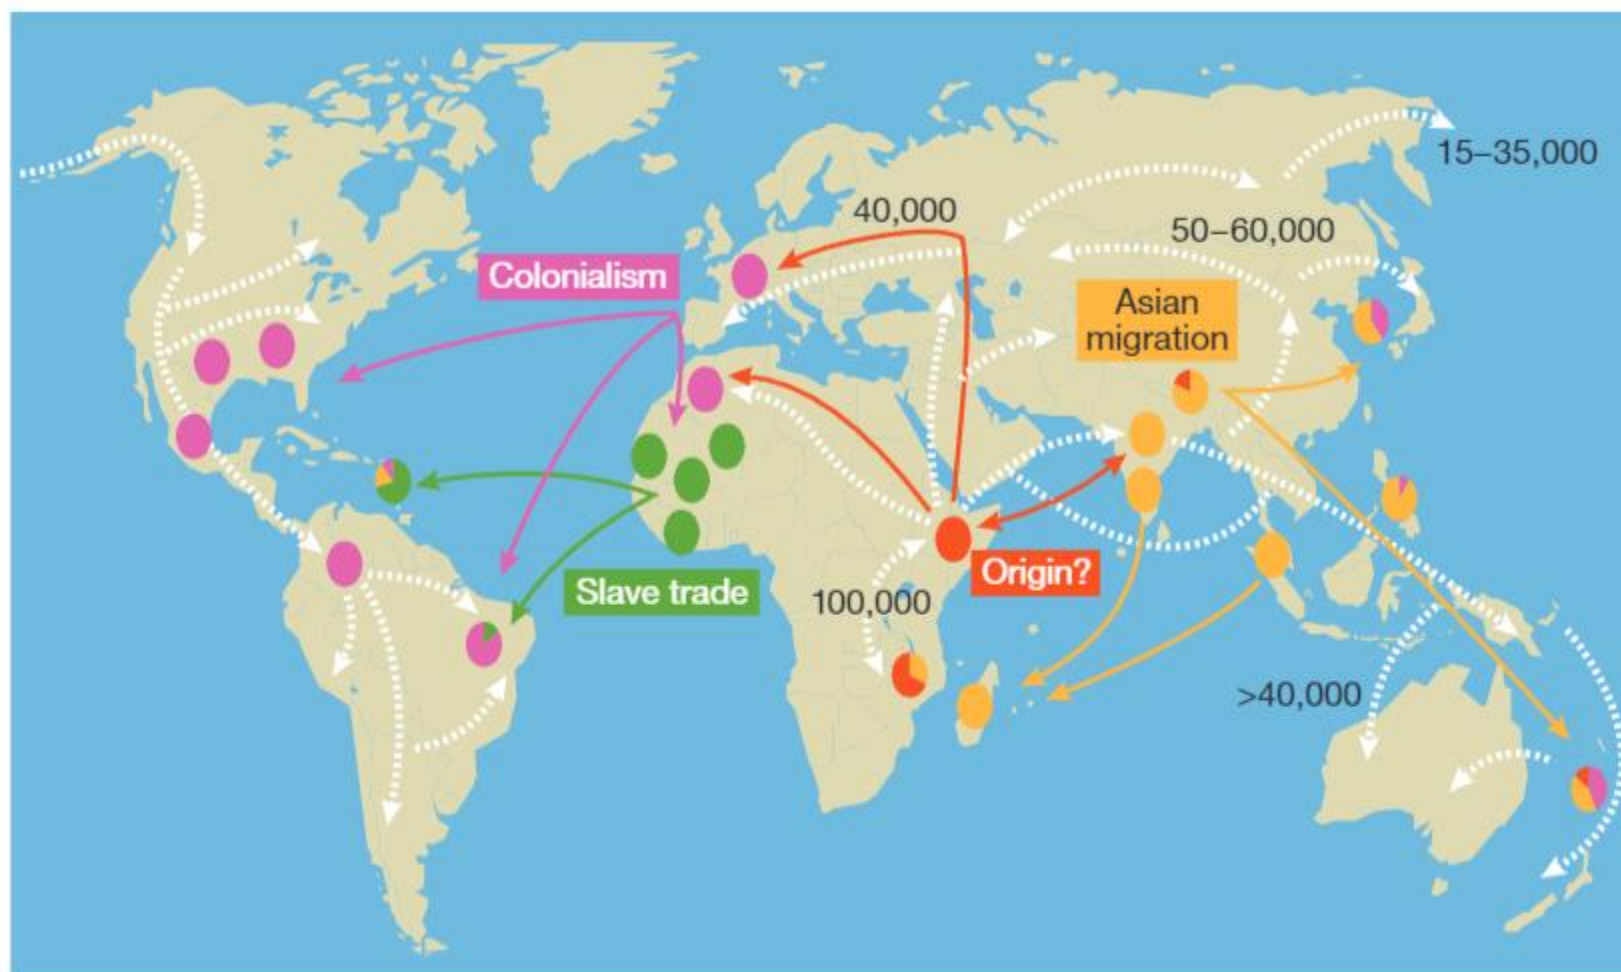 15–35,000
40,000
50–60,000
Colonialism
Asian
migration
Origin?
Slave trade
100,000
>40,000